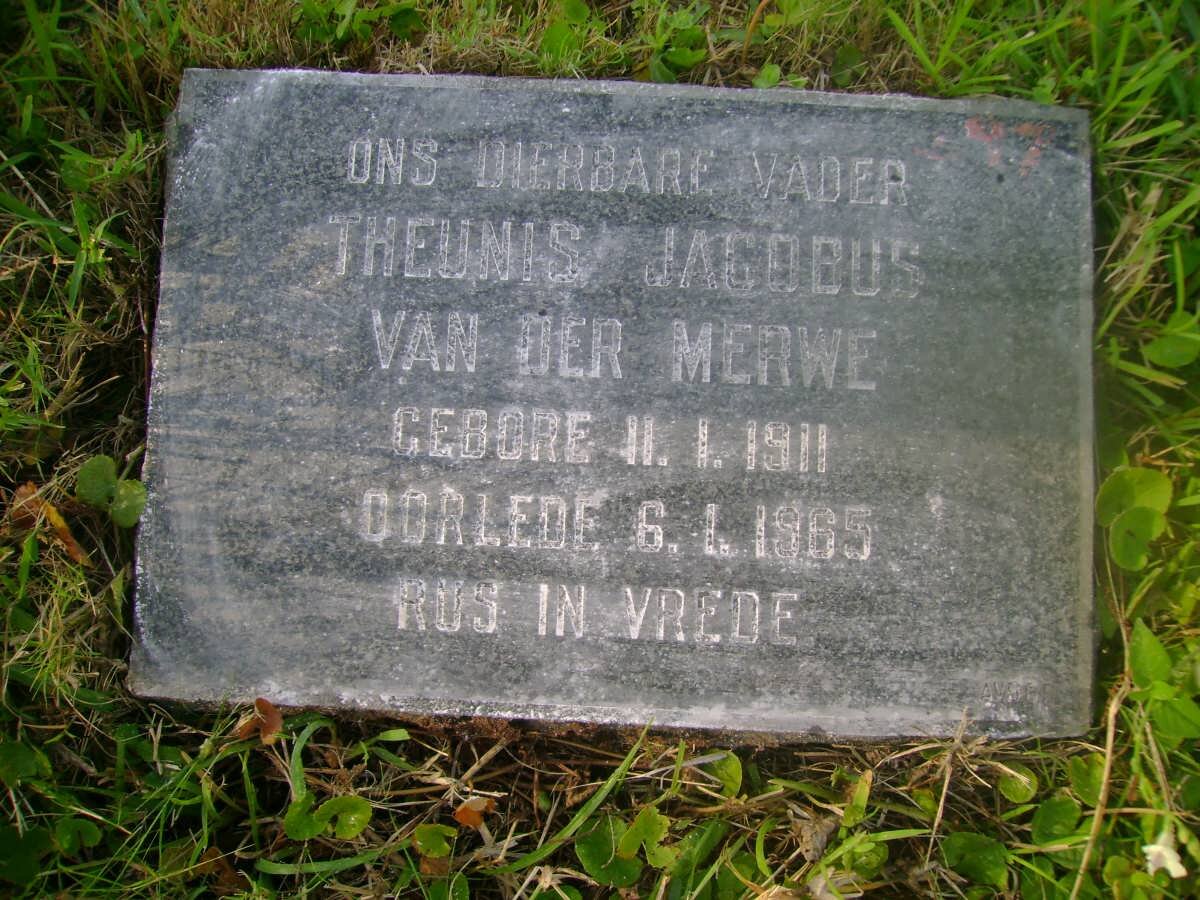 ONS DIERBARE VADER
THEUNIS JACOBUS
VAN DER MERWE
GEBORE 11.1.1911
OORLEDE 6.1.1965
RUS IN VREDE